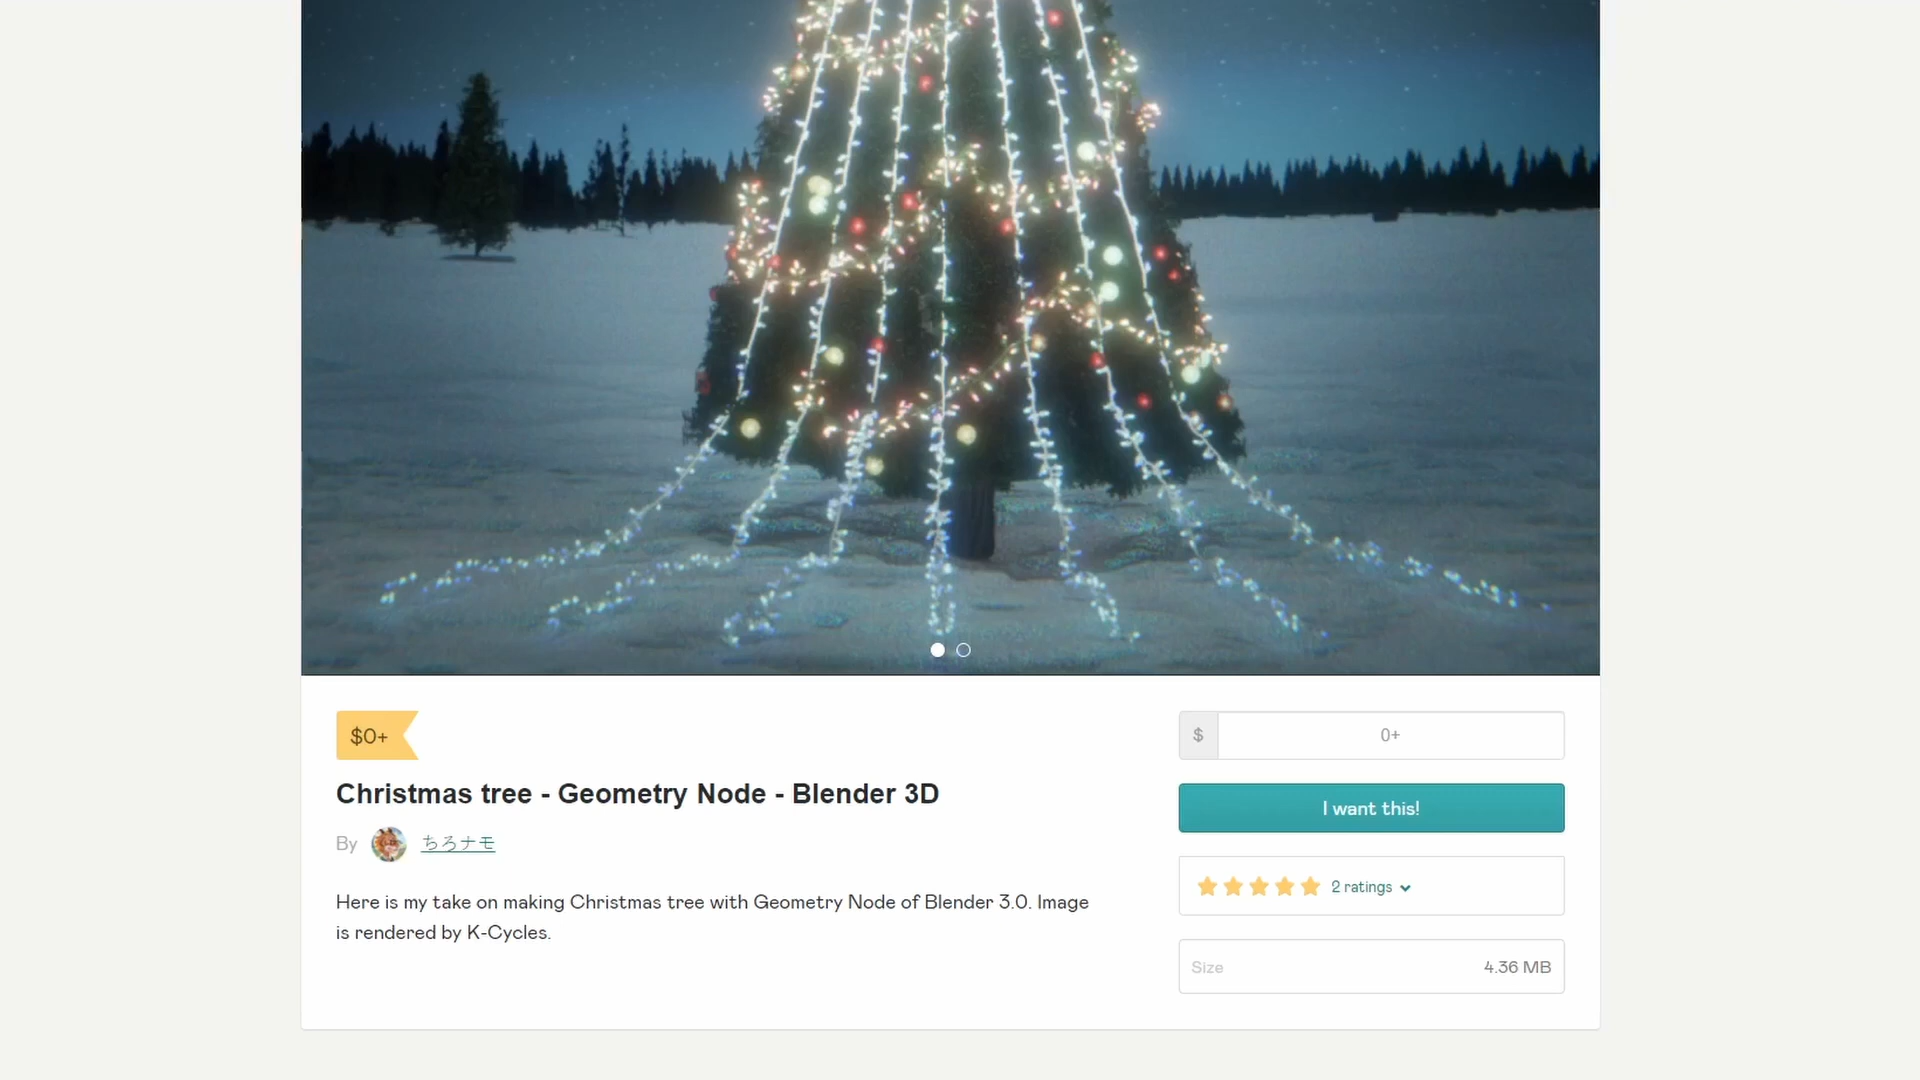 $0+
Christmas tree - Geometry Node - Blender 3D
By ちろナモ
Here is my take on making Christmas tree with Geometry Node of Blender 3.0. Image
is rendered by K-Cycles.
$ 0+
I want this!
2 ratings
Size 4.36 MB